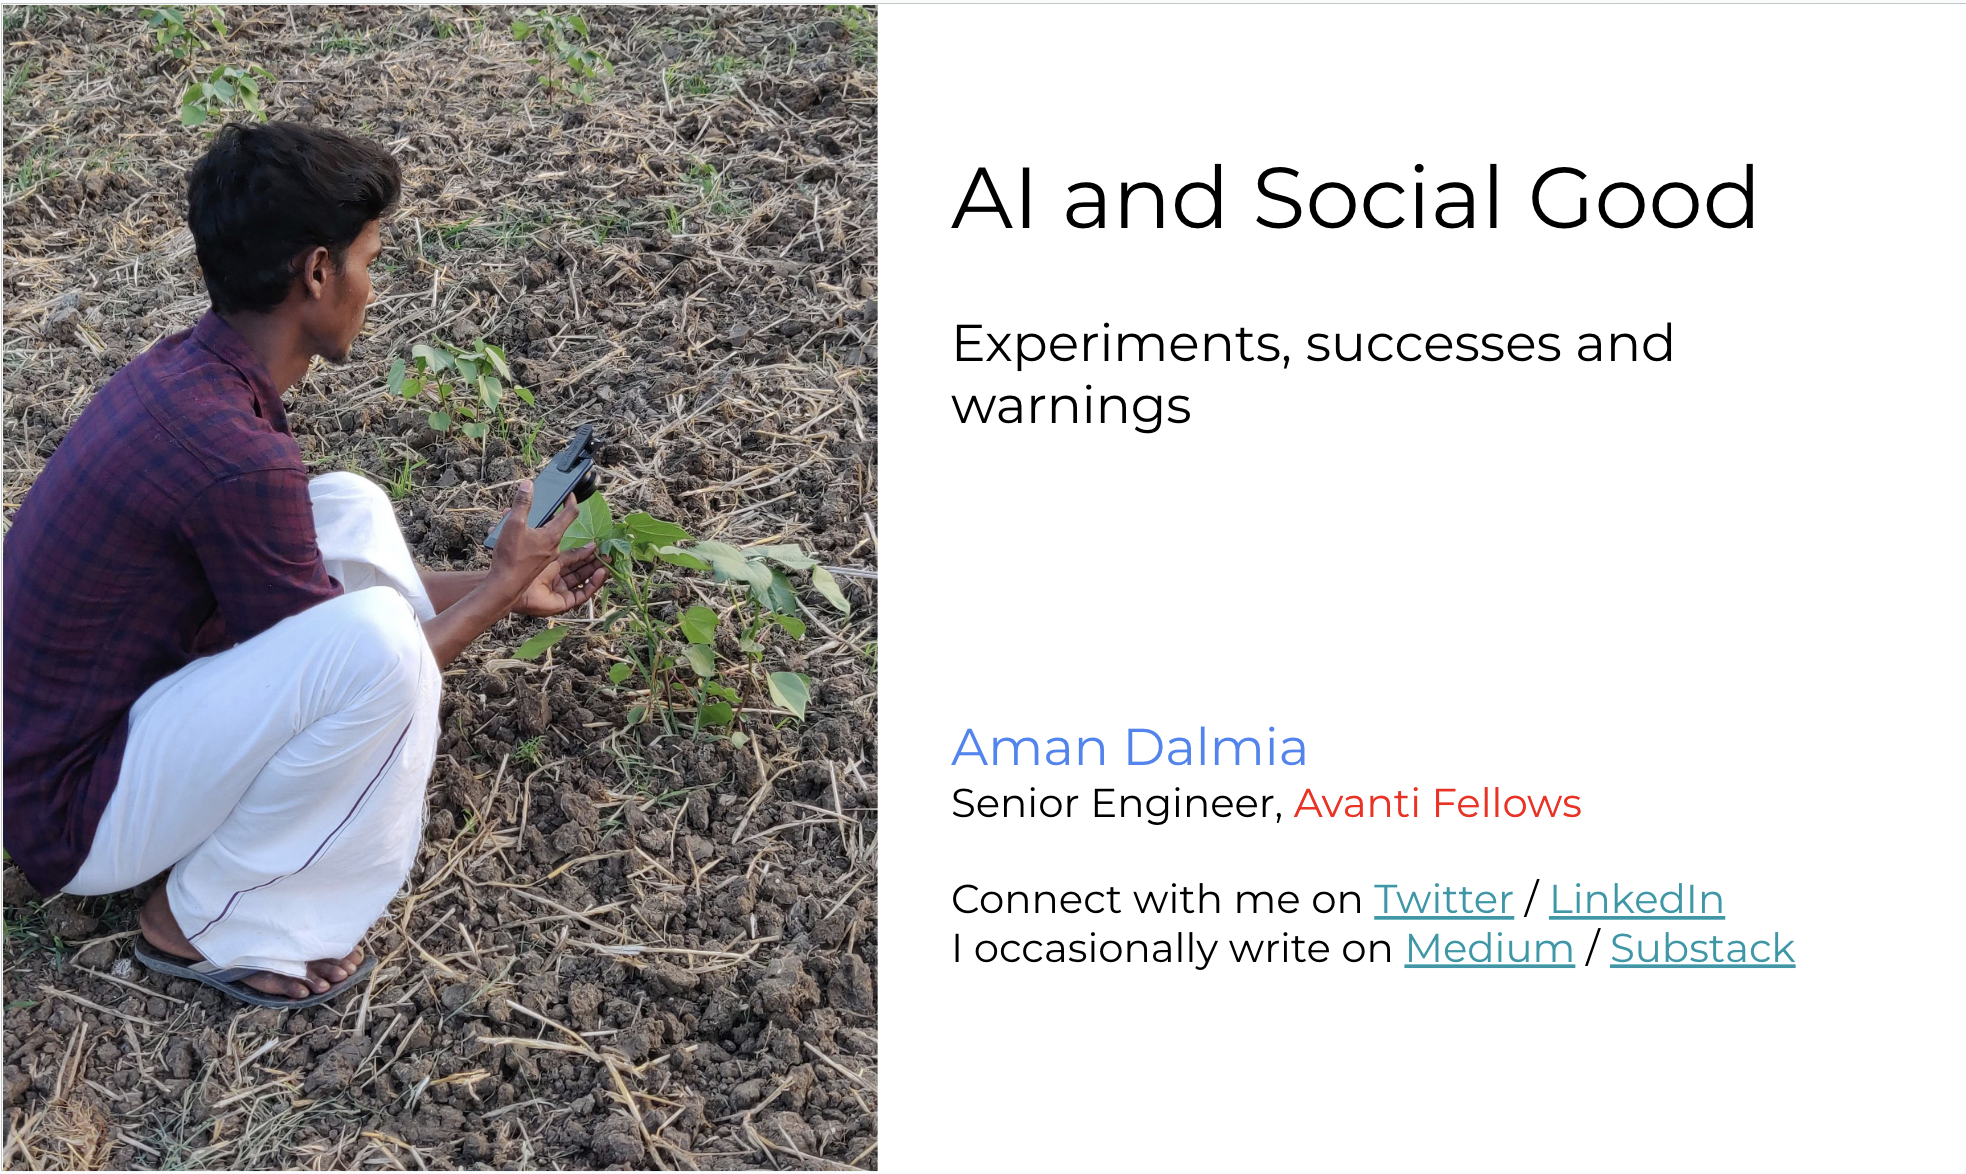 AI and Social Good
Experiments, successes and
warnings
Aman Dalmia
Senior Engineer, Avanti Fellows
Connect with me on Twitter / LinkedIn
I occasionally write on Medium / Substack